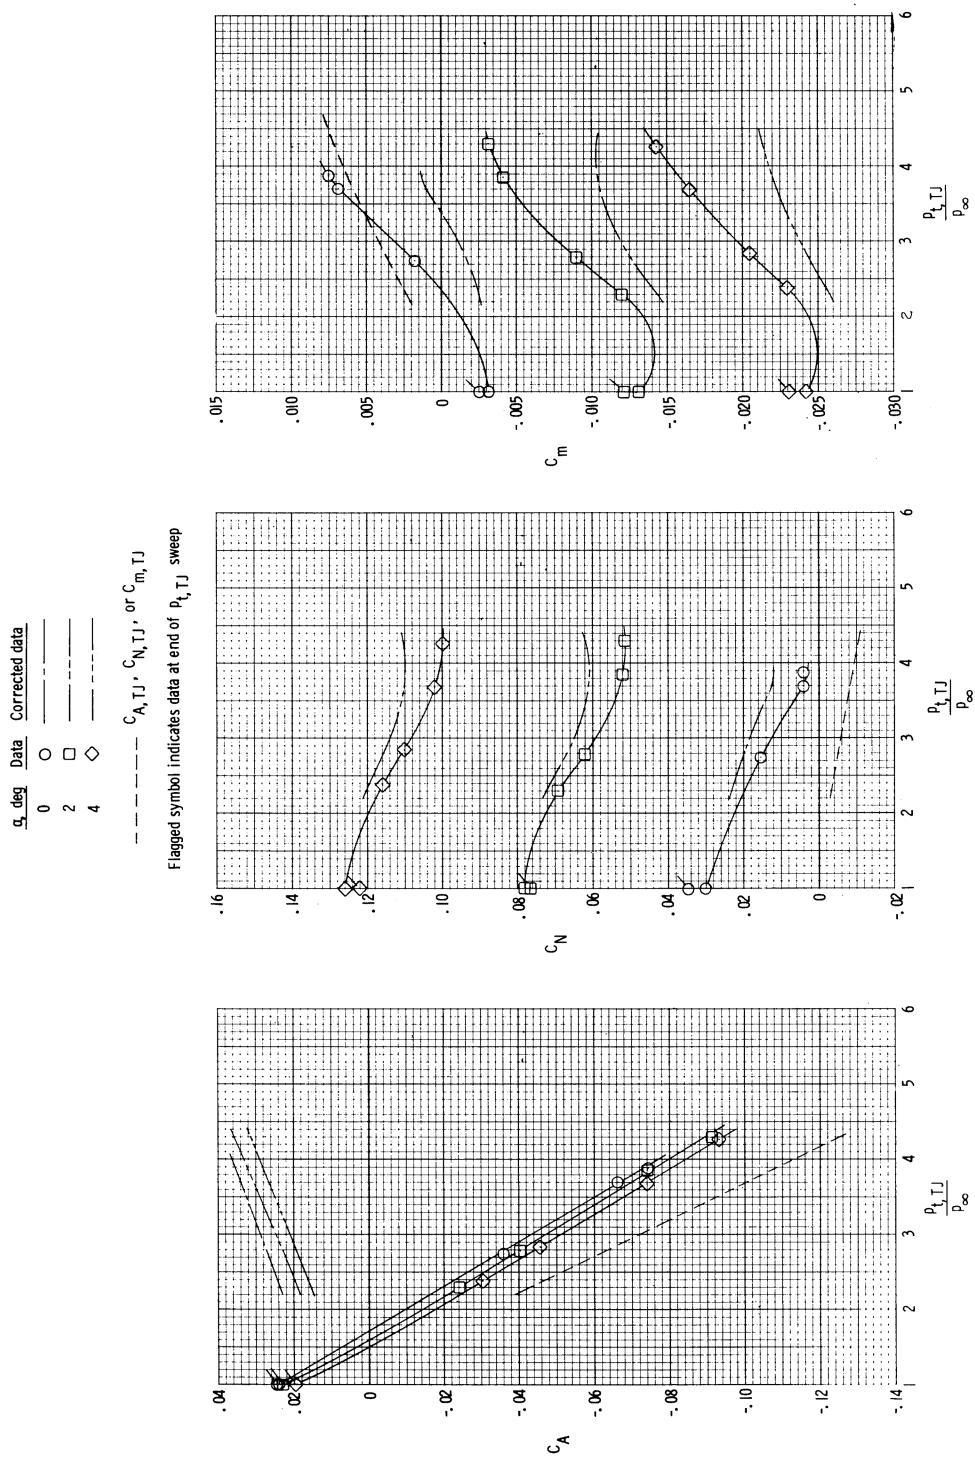 α, deg Data Corrected data
0
2
4
C_A,TJ, C_N,TJ, or C_m,TJ
Flagged symbol indicates data at end of p_t,TJ sweep
.04
.02
0
-.02
-.04
-.06
-.08
-.10
-.12
-.14
C_A
1 2 3 4 5 6
p_t,TJ
p_∞
.16
.14
.12
.10
.08
.06
.04
.02
0
-.02
C_N
1 2 3 4 5 6
p_t,TJ
p_∞
.015
.010
.005
0
-.005
-.010
-.015
-.020
-.025
-.030
C_m
1 2 3 4 5 6
p_t,TJ
p_∞